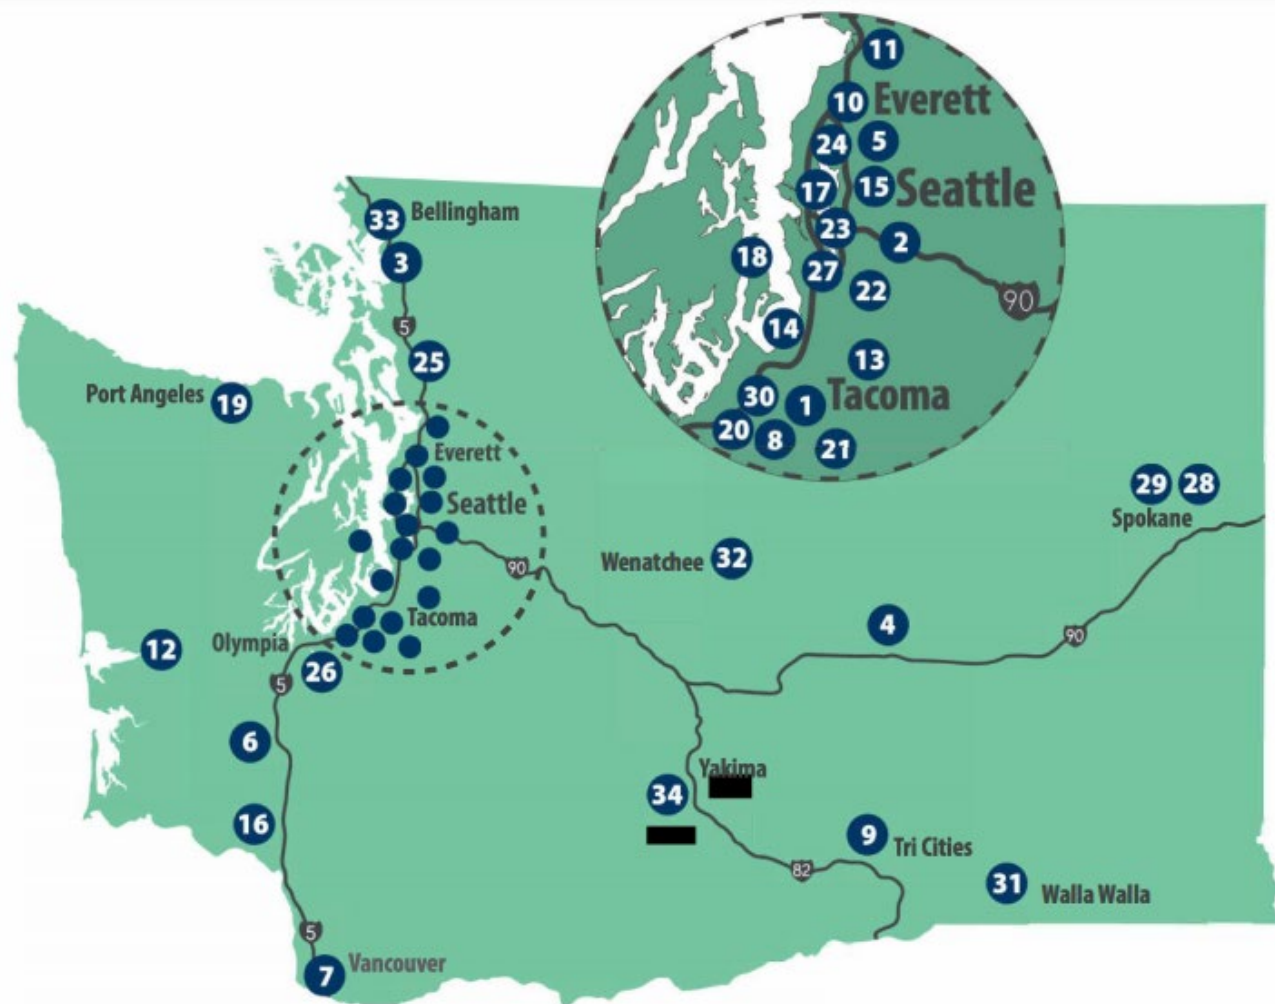 11
10 Everett
24 5
17 15 Seattle
23 2
18 27 22
90
14
13
30 1 Tacoma
20 8 21
33 Bellingham
3
5
25
Port Angeles 19
Everett
Seattle
29 28
Spokane
Wenatchee 32
90
Tacoma
4
90
12 Olympia
26
5
6
Yakima
34
16
9 Tri Cities
82
31 Walla Walla
5
7 Vancouver